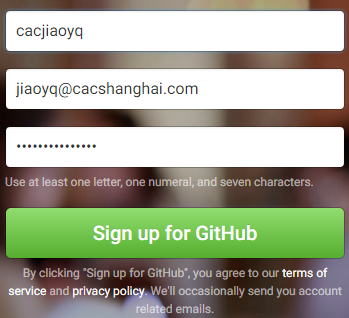 cacjiaoyq
jiaoyq@cacshanghai.com
•••••••••••••••
Use at least one letter, one numeral, and seven characters.
Sign up for GitHub
By clicking "Sign up for GitHub", you agree to our terms of
service and privacy policy. We'll occasionally send you account
related emails.